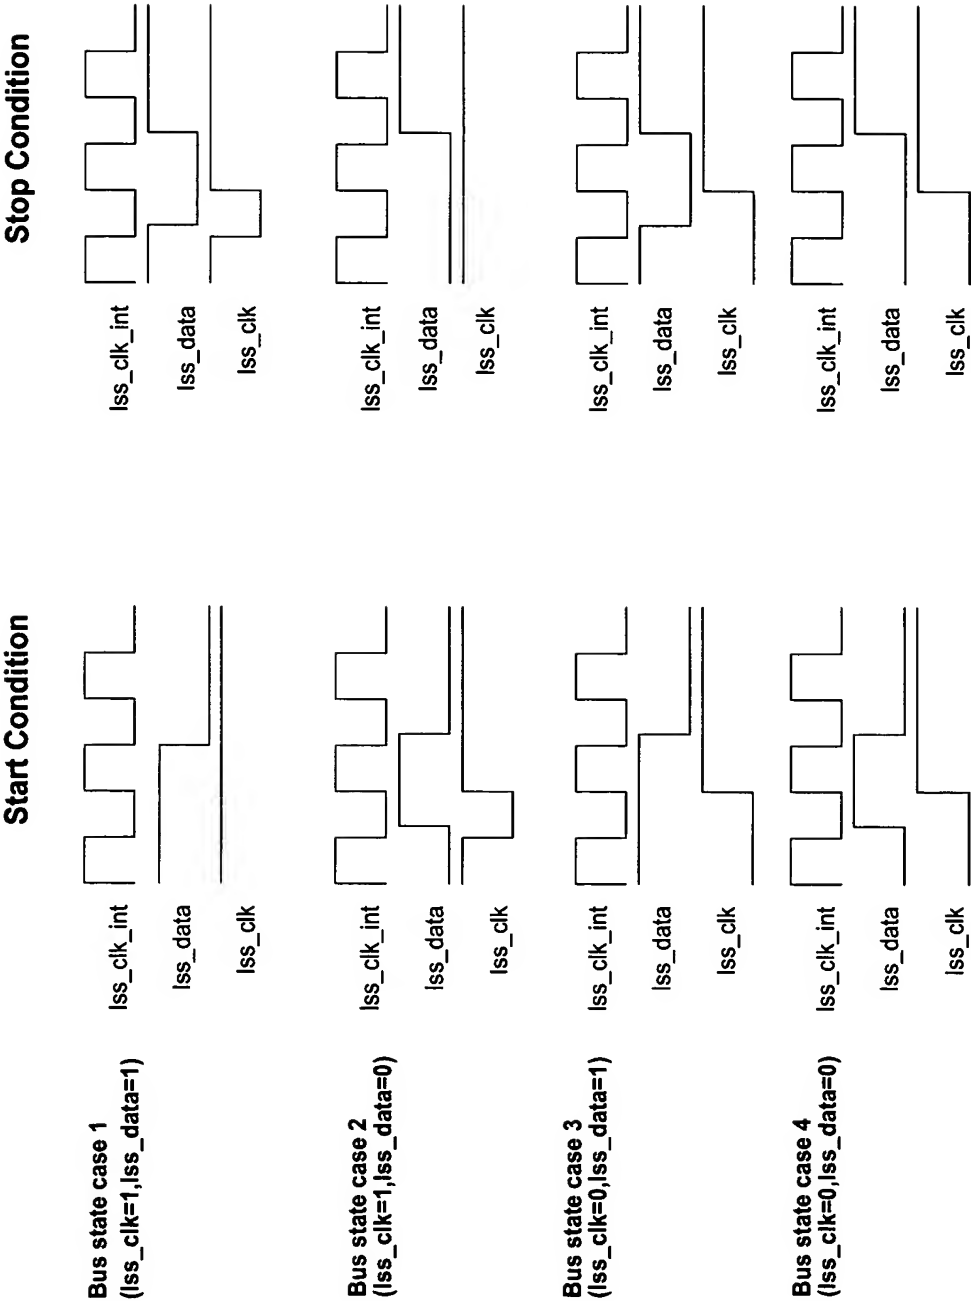 Start Condition
Stop Condition
Bus state case 1
(lss_clk=1,lss_data=1)
lss_clk_int
lss_data
lss_clk
lss_clk_int
lss_data
lss_clk
Bus state case 2
(lss_clk=1,lss_data=0)
lss_clk_int
lss_data
lss_clk
lss_clk_int
lss_data
lss_clk
Bus state case 3
(lss_clk=0,lss_data=1)
lss_clk_int
lss_data
lss_clk
lss_clk_int
lss_data
lss_clk
Bus state case 4
(lss_clk=0,lss_data=0)
lss_clk_int
lss_data
lss_clk
lss_clk_int
lss_data
lss_clk